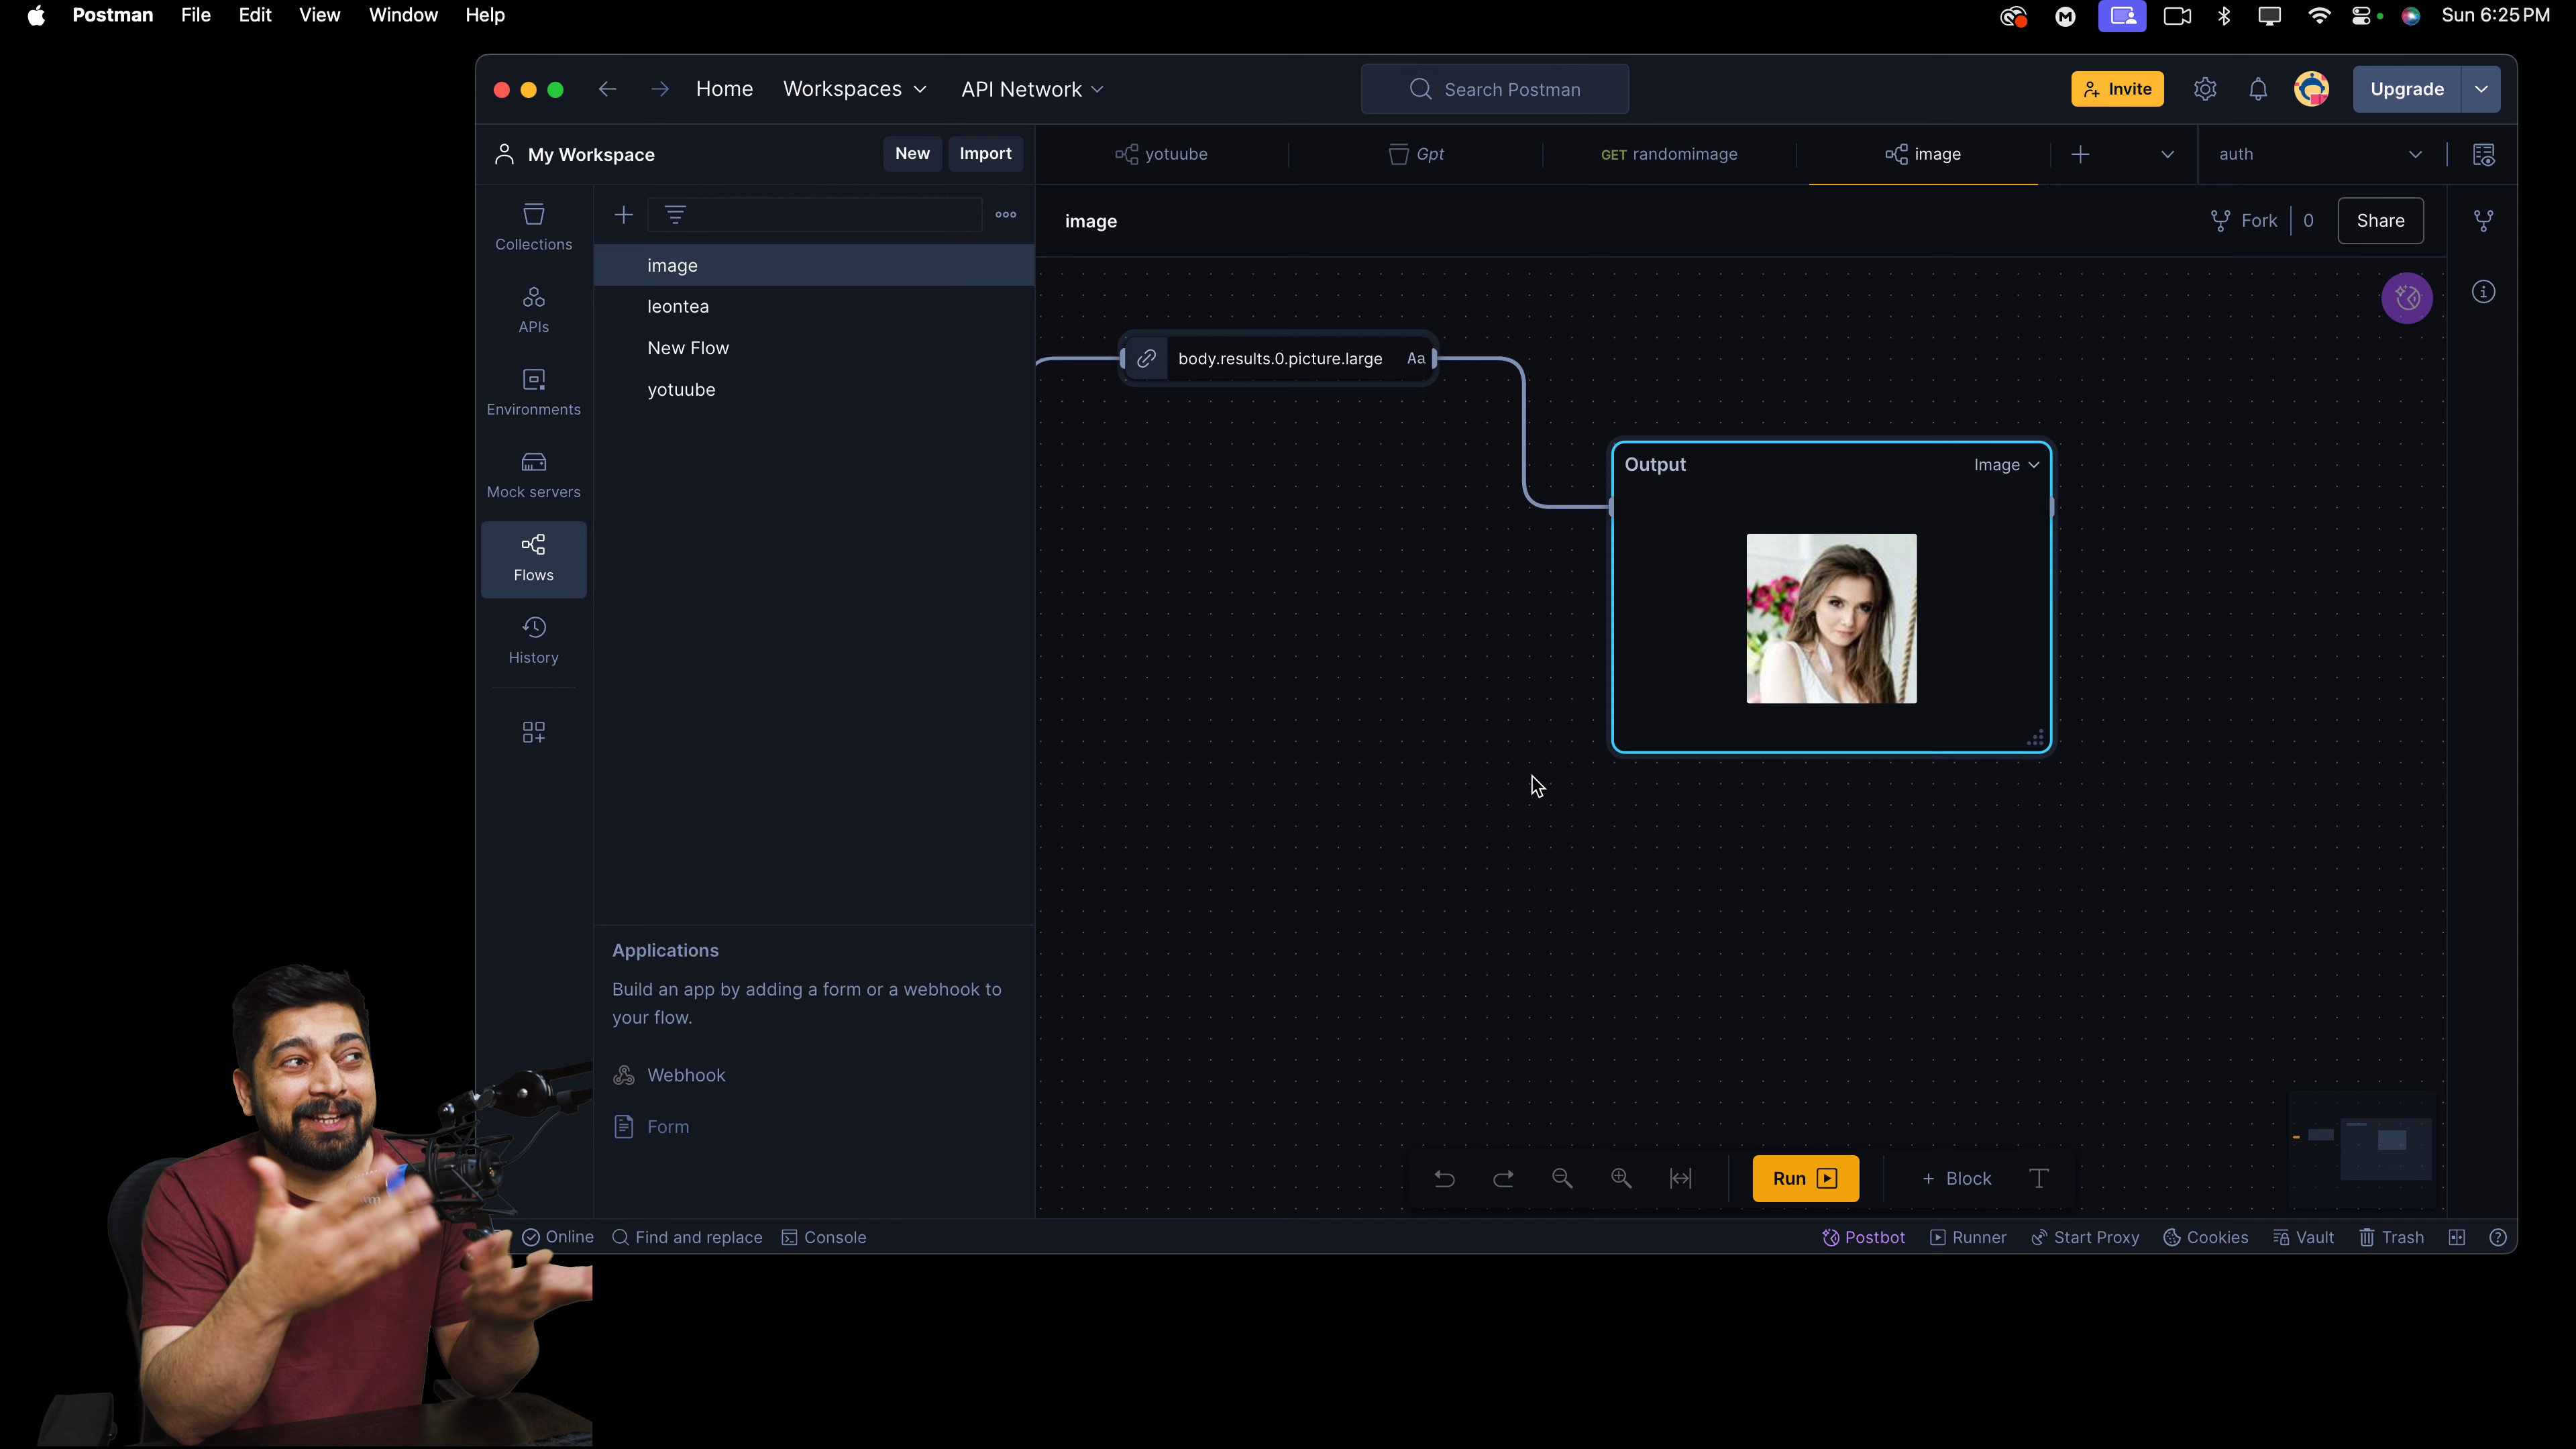 Postman File Edit View Window Help
Sun 6:25 PM
Home Workspaces API Network
Search Postman
Invite
Upgrade
My Workspace
New Import
yotuube
Gpt
GET randomimage
image
auth
Collections
APIs
Environments
Mock servers
Flows
History
image
leontea
New Flow
yotuube
image
Fork 0
Share
body.results.0.picture.large Aa
Output
Image
Applications
Build an app by adding a form or a webhook to
your flow.
Webhook
Form
Run
+ Block T
Online Find and replace Console
Postbot Runner Start Proxy Cookies Vault Trash